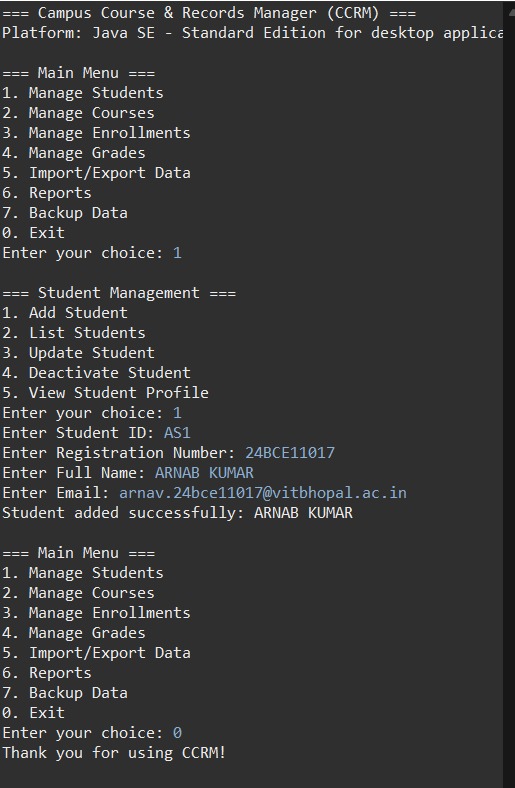 === Campus Course & Records Manager (CCRM) ===
Platform: Java SE - Standard Edition for desktop
=== Main Menu ===
1. Manage Students
2. Manage Courses
3. Manage Enrollments
4. Manage Grades
5. Import/Export Data
6. Reports
7. Backup Data
0. Exit
Enter your choice: 1
=== Student Management ===
1. Add Student
2. List Students
3. Update Student
4. Deactivate Student
5. View Student Profile
Enter your choice: 1
Enter Student ID: AS1
Enter Registration Number: 24BCE11017
Enter Full Name: ARNAB KUMAR
Enter Email: arnav.24bce11017@vitbhopal.ac.in
Student added successfully: ARNAB KUMAR
=== Main Menu ===
1. Manage Students
2. Manage Courses
3. Manage Enrollments
4. Manage Grades
5. Import/Export Data
6. Reports
7. Backup Data
0. Exit
Enter your choice: 0
Thank you for using CCRM!